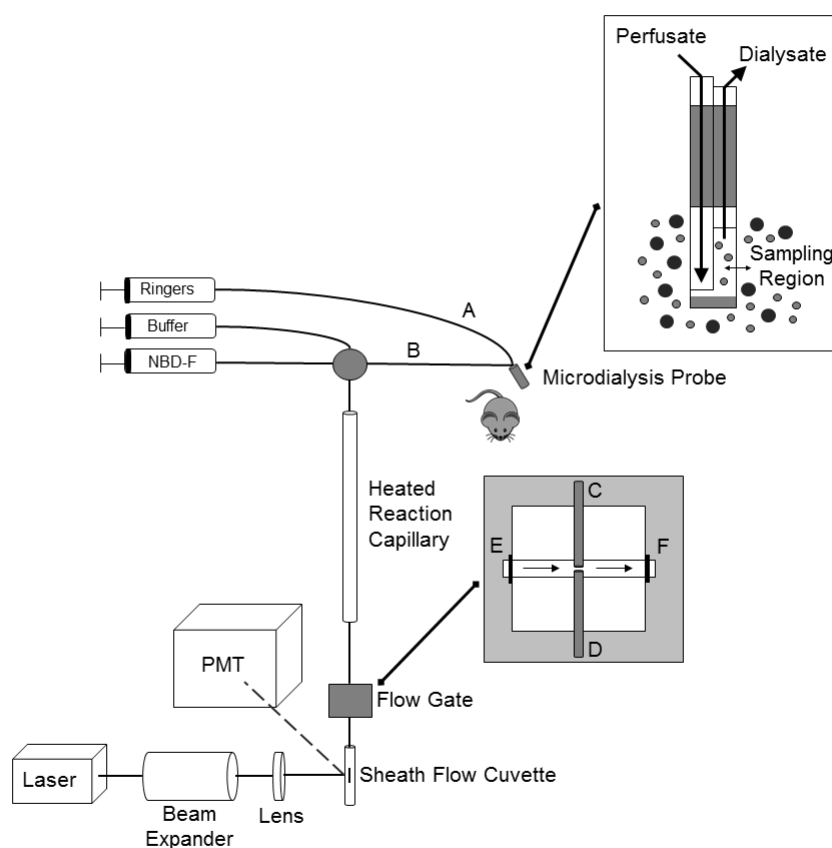 Perfusate
Dialysate
Sampling
Region
Ringers
Buffer
NBD-F
A
B
Microdialysis Probe
Heated
Reaction
Capillary
C
E
F
D
PMT
Flow Gate
Laser
Beam
Expander
Lens
Sheath Flow Cuvette